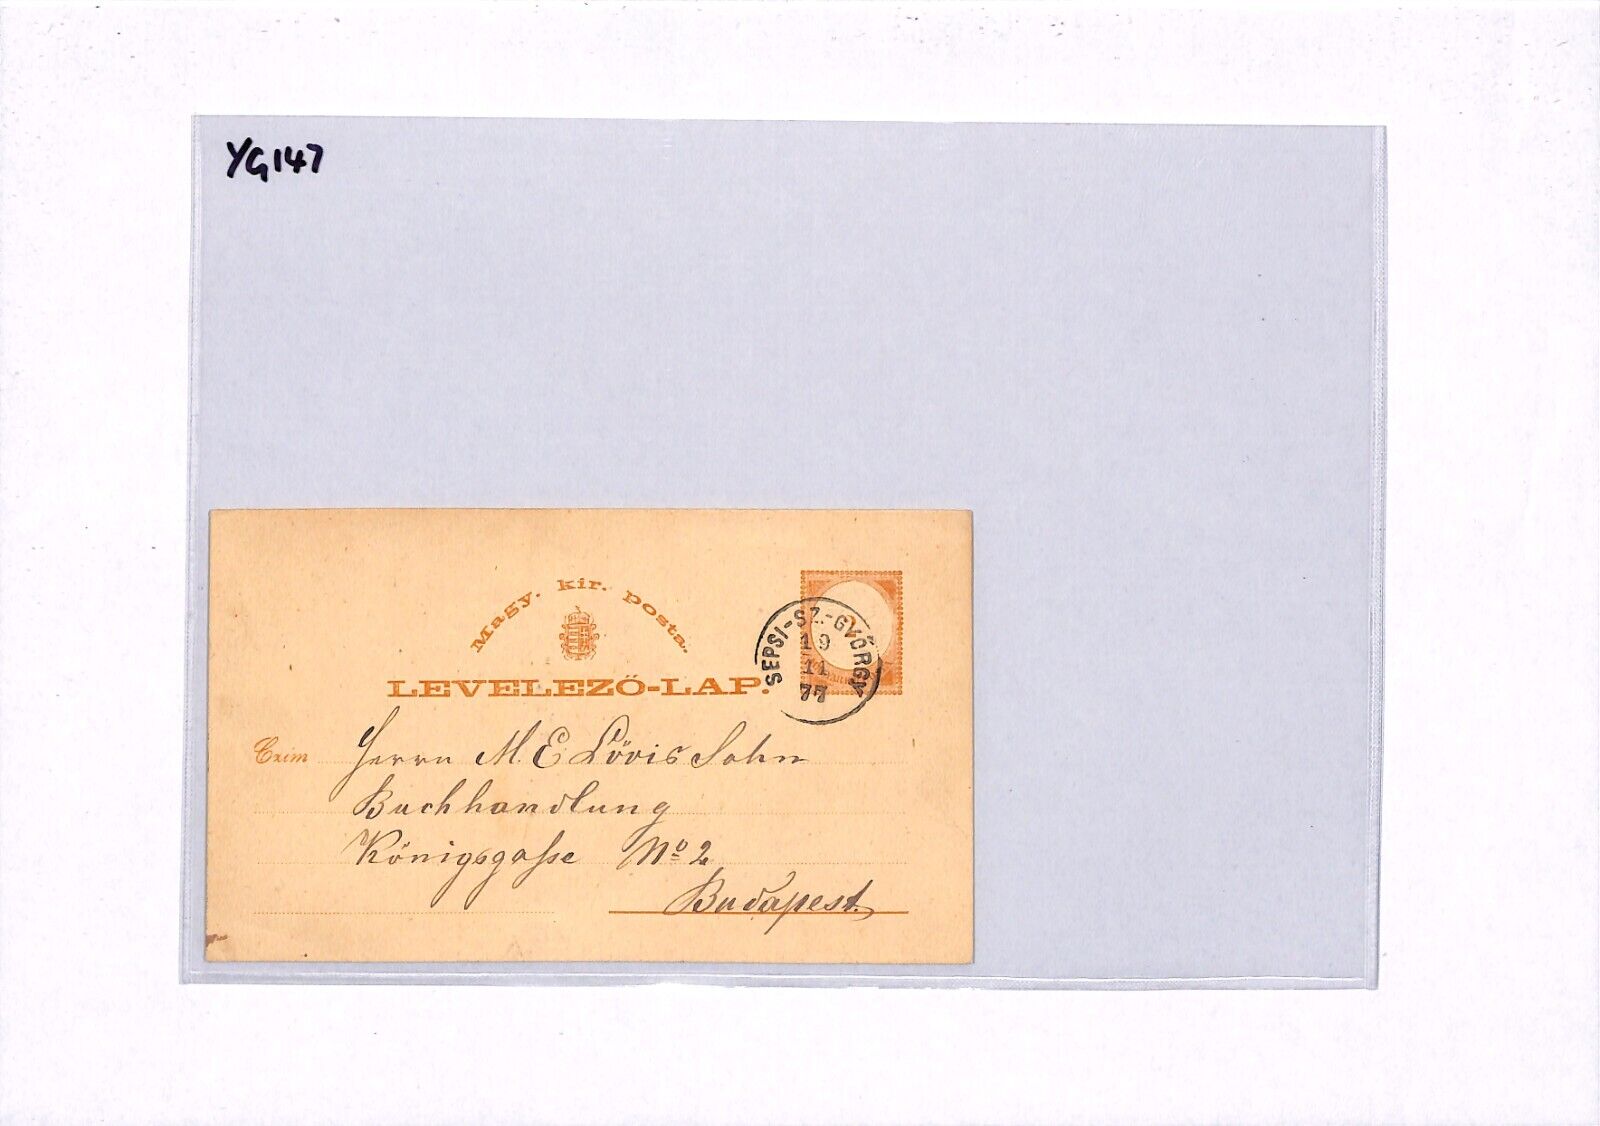 YG147
Magy. kir. posta.
LEVELEZŐ-LAP.
SEPSI-SZ.-GYÖRGY
19
11
77
Czim
Herrn M. E. Lövis Sohn
Buchhandlung
Königsgasse No 2
Budapest.